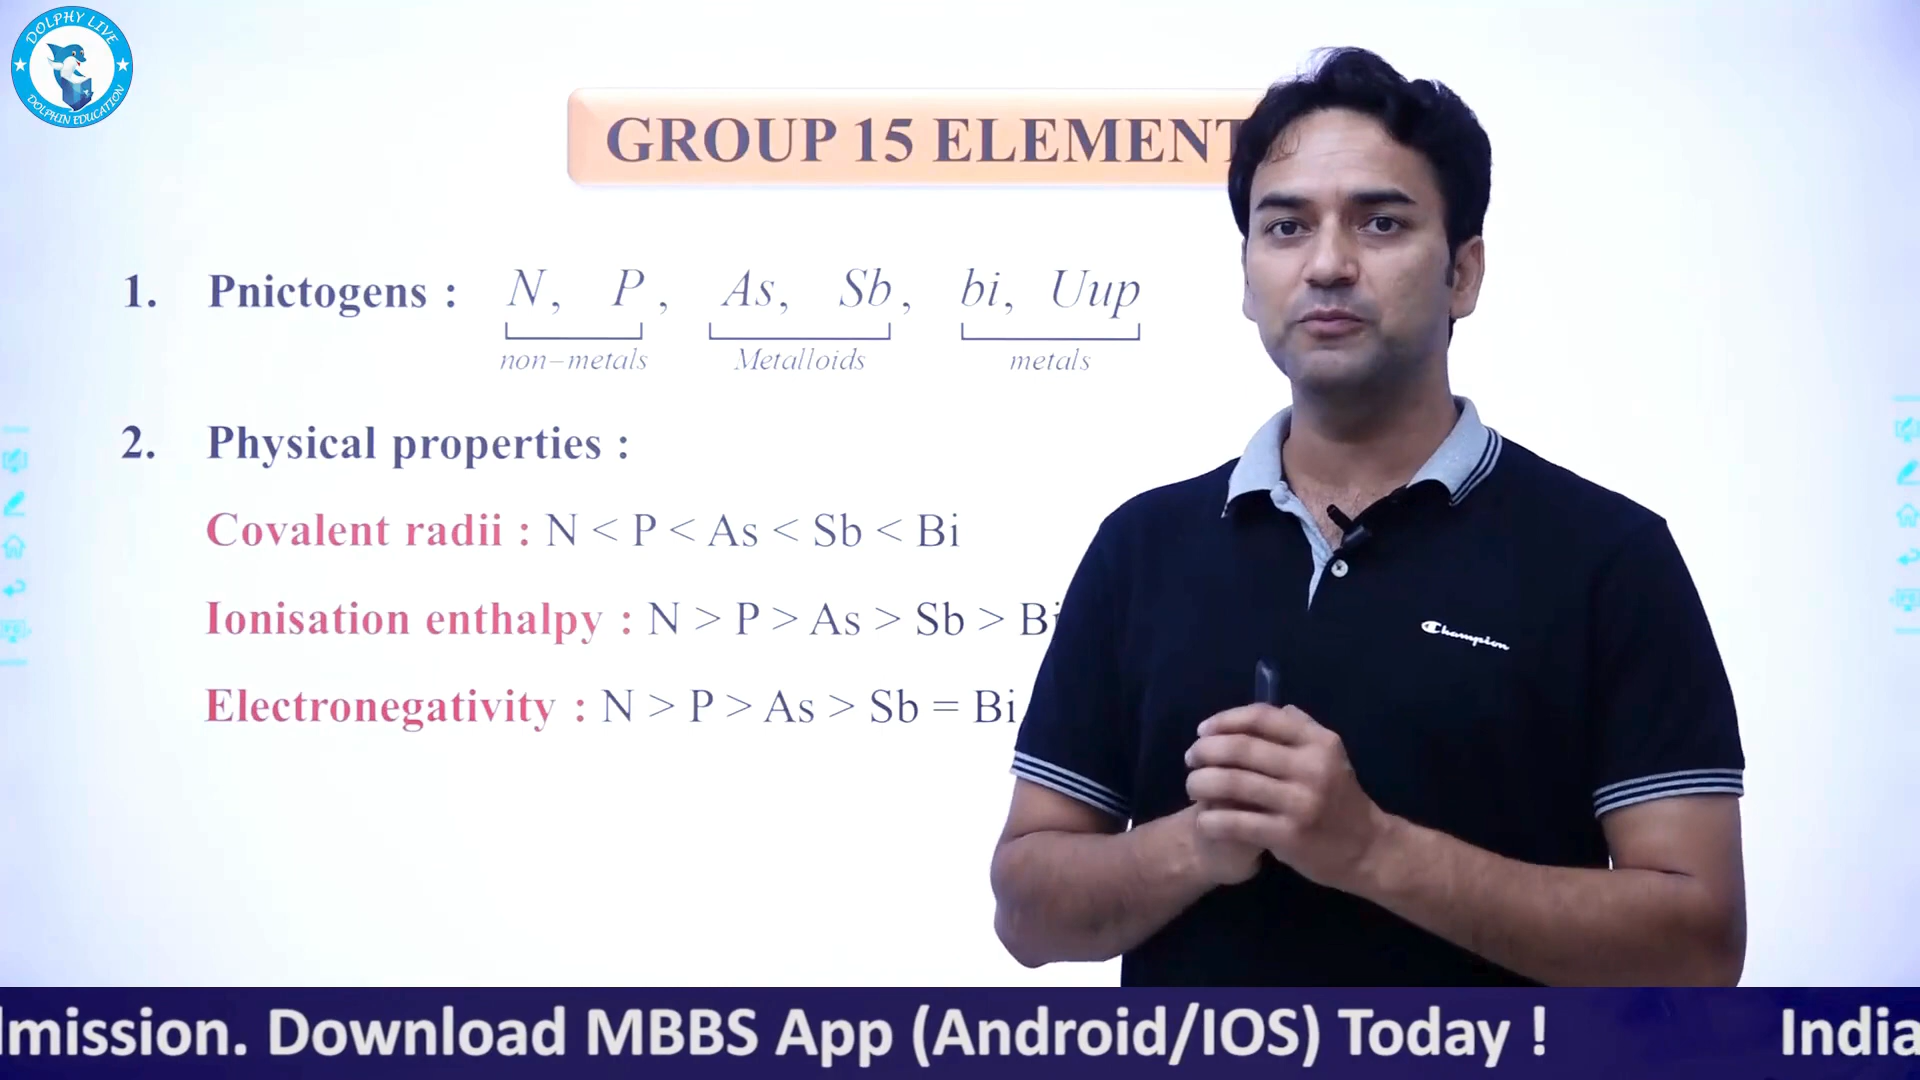 DOLPHY LIVE
DOLPHIN EDUCATION
GROUP 15 ELEMENT
1. Pnictogens : N, P, As, Sb, bi, Uup
non-metals Metalloids metals
2. Physical properties :
Covalent radii : N < P < As < Sb < Bi
Ionisation enthalpy : N > P > As > Sb > Bi
Electronegativity : N > P > As > Sb = Bi
Champion
lmission. Download MBBS App (Android/IOS) Today ! India